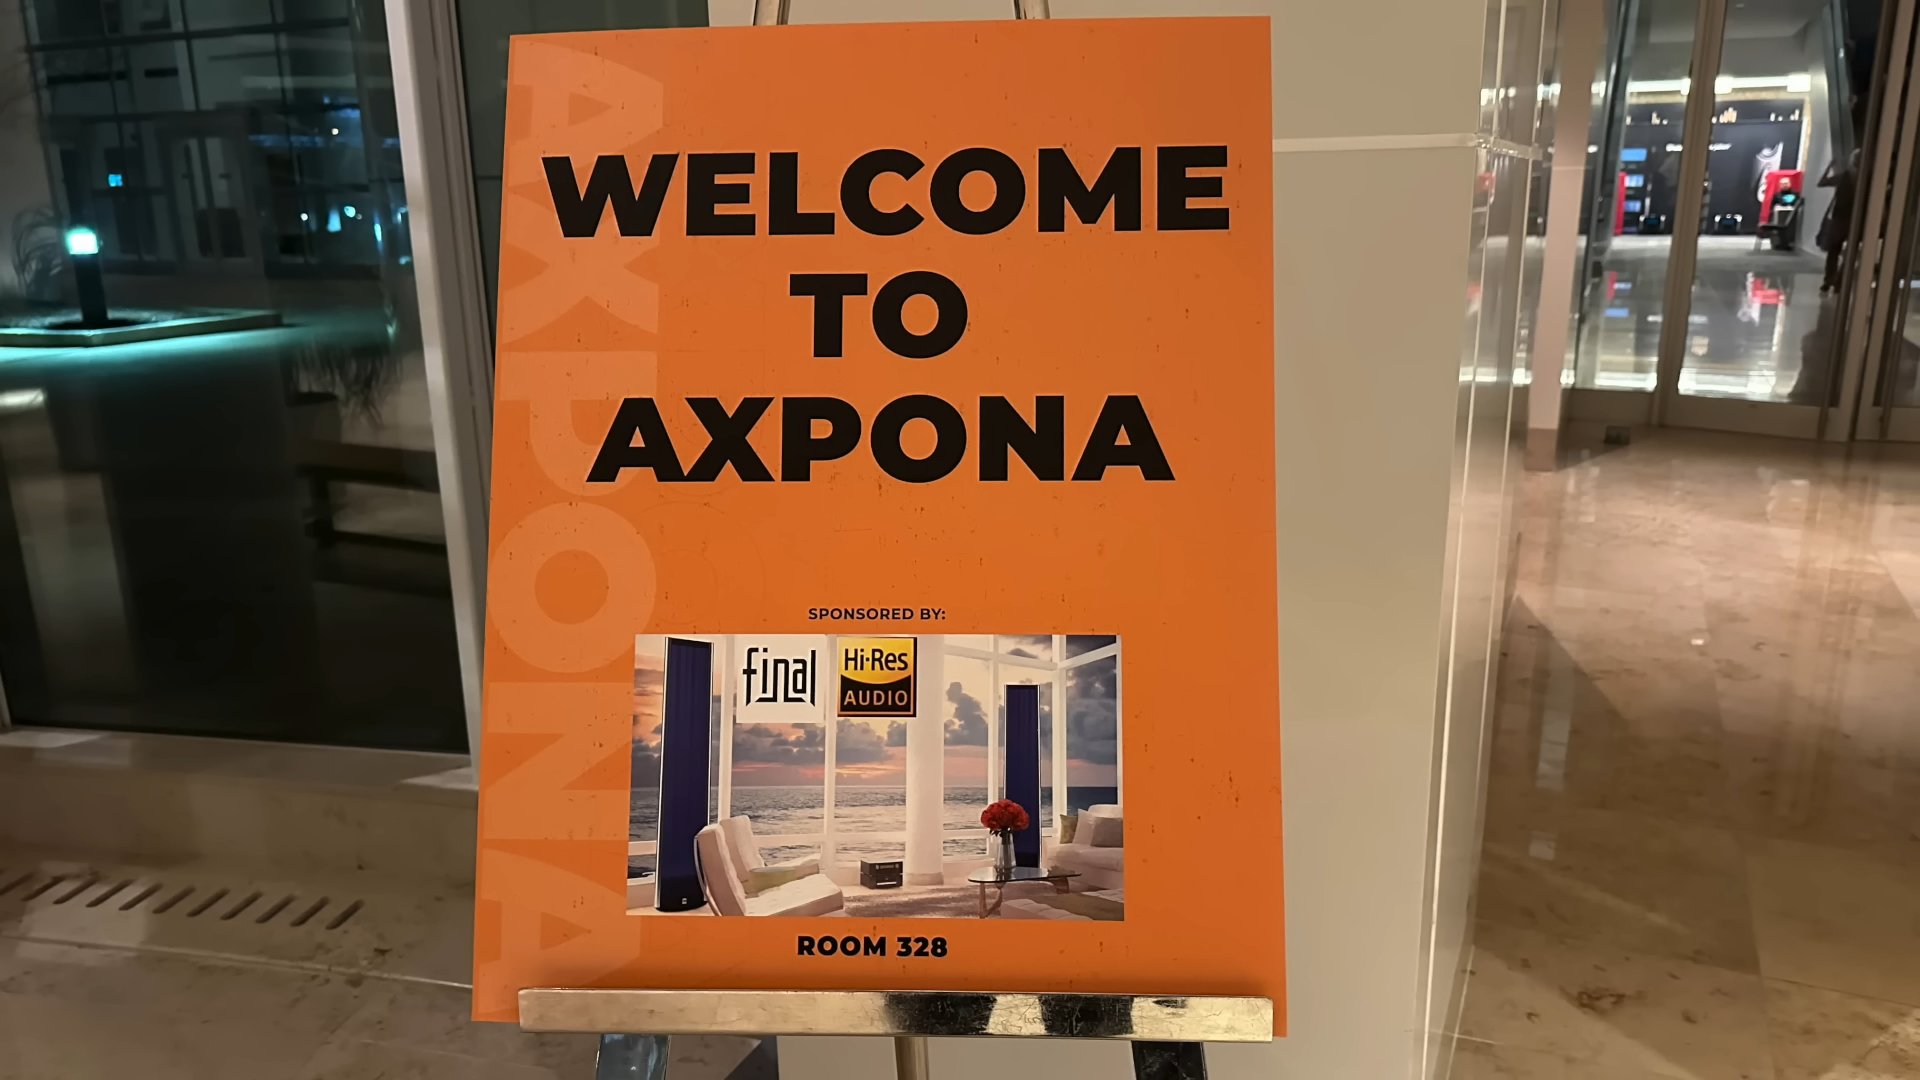 AXPONA
WELCOME
TO
AXPONA
SPONSORED BY:
final
Hi-Res
AUDIO
ROOM 328